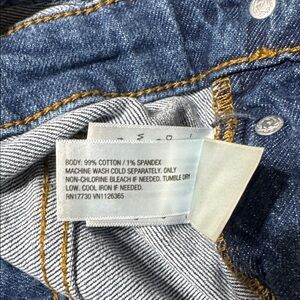 BODY: 99% COTTON / 1% SPANDEX
MACHINE WASH COLD SEPARATELY. ONLY
NON-CHLORINE BLEACH IF NEEDED. TUMBLE DRY
LOW. COOL IRON IF NEEDED.
RN17730 VN1126365